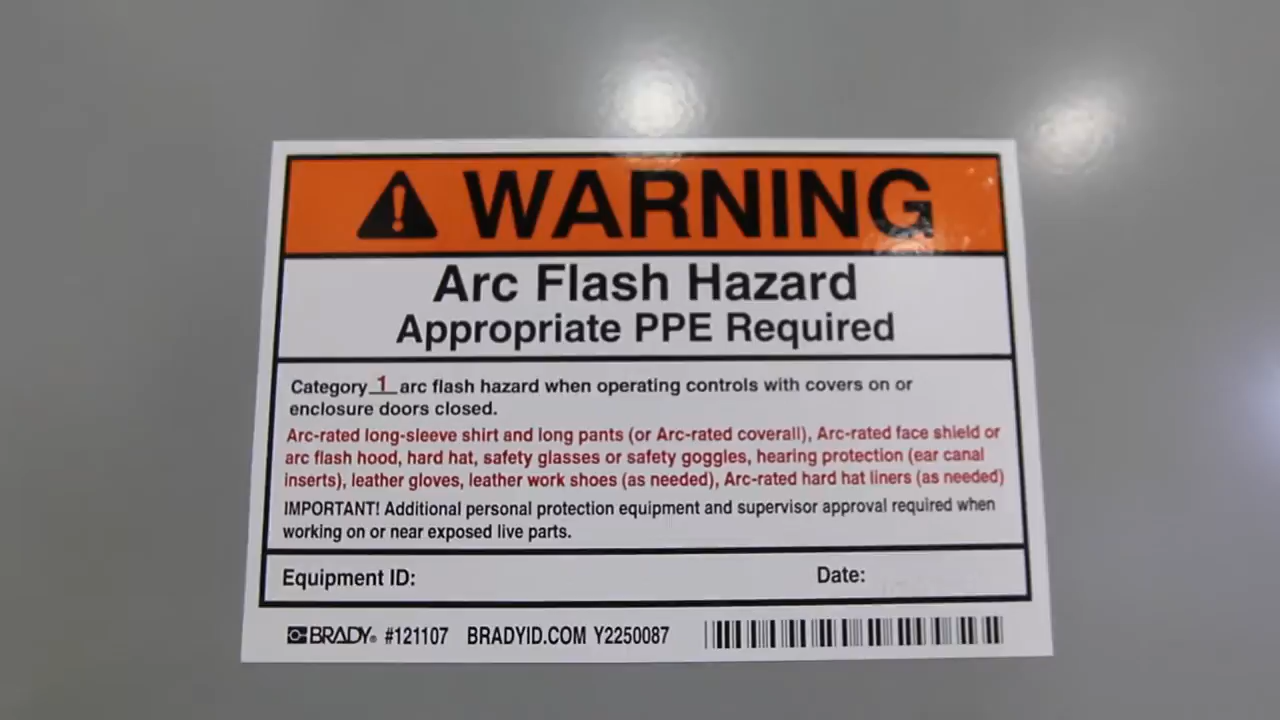 WARNING
Arc Flash Hazard
Appropriate PPE Required
Category 1 arc flash hazard when operating controls with covers on or
enclosure doors closed.
Arc-rated long-sleeve shirt and long pants (or Arc-rated coverall), Arc-rated face shield or
arc flash hood, hard hat, safety glasses or safety goggles, hearing protection (ear canal
inserts), leather gloves, leather work shoes (as needed), Arc-rated hard hat liners (as needed)
IMPORTANT! Additional personal protection equipment and supervisor approval required when
working on or near exposed live parts.
Equipment ID: Date:
BRADY® #121107 BRADYID.COM Y2250087